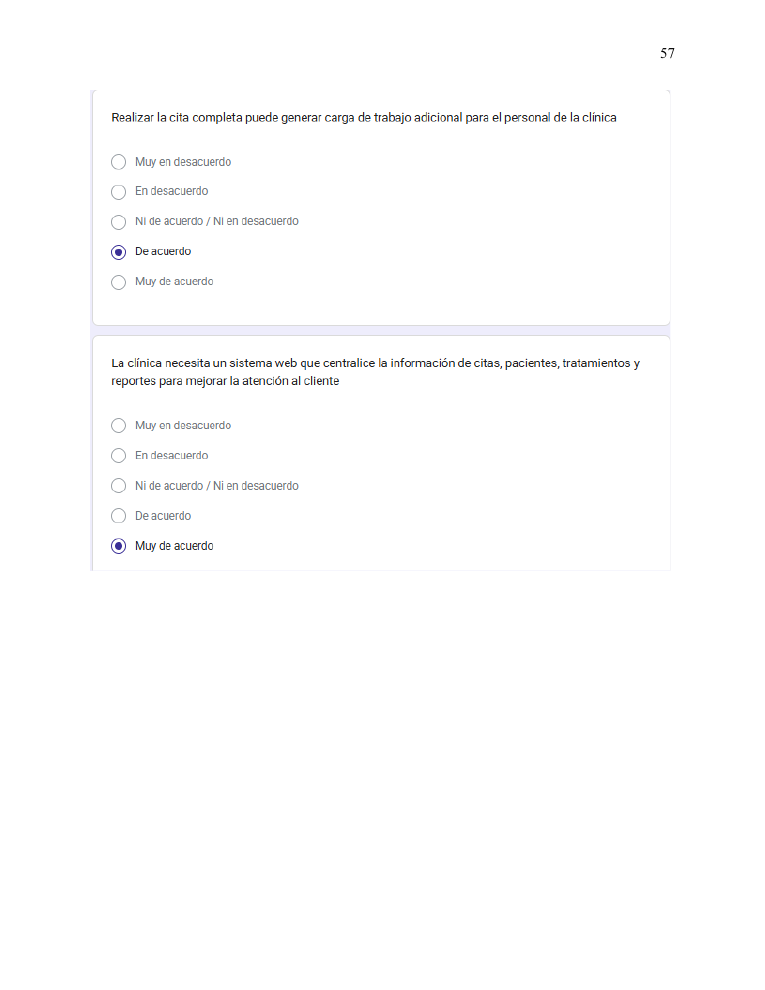 57
Realizar la cita completa puede generar carga de trabajo adicional para el personal de la clínica
Muy en desacuerdo
En desacuerdo
Ni de acuerdo / Ni en desacuerdo
De acuerdo
Muy de acuerdo
La clínica necesita un sistema web que centralice la información de citas, pacientes, tratamientos y
reportes para mejorar la atención al cliente
Muy en desacuerdo
En desacuerdo
Ni de acuerdo / Ni en desacuerdo
De acuerdo
Muy de acuerdo